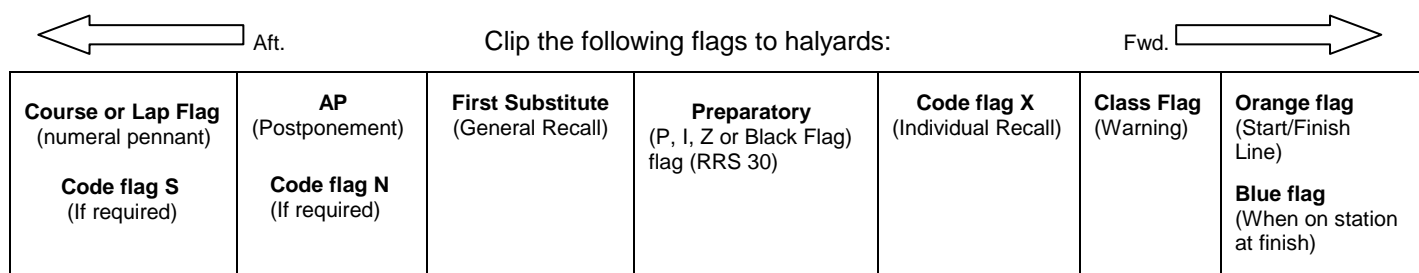 Aft.
Clip the following flags to halyards:
Fwd.
Course or Lap Flag
(numeral pennant)
Code flag S
(If required)
AP
(Postponement)
Code flag N
(If required)
First Substitute
(General Recall)
Preparatory
(P, I, Z or Black Flag)
flag (RRS 30)
Code flag X
(Individual Recall)
Class Flag
(Warning)
Orange flag
(Start/Finish
Line)
Blue flag
(When on station
at finish)